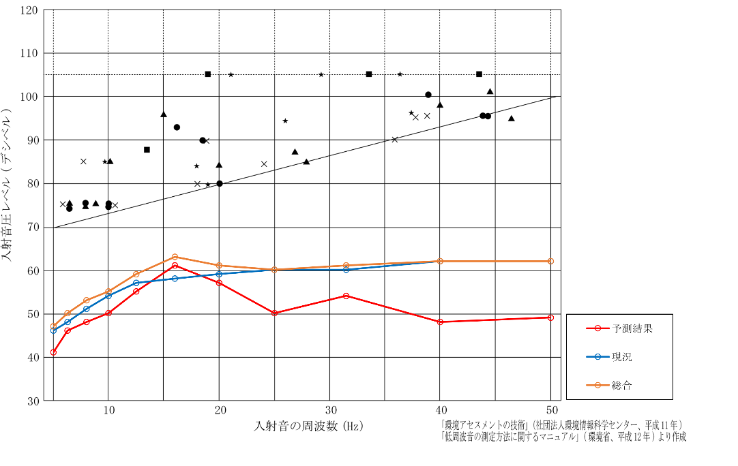 入射音圧レベル(デシベル)
120
110
100
90
80
70
60
50
40
30
10
20
30
40
50
入射音の周波数(Hz)
予測結果
現況
総合
「環境アセスメントの技術」(社団法人環境情報科学センター、平成11年)
「低周波音の測定方法に関するマニュアル」(環境省、平成12年)より作成